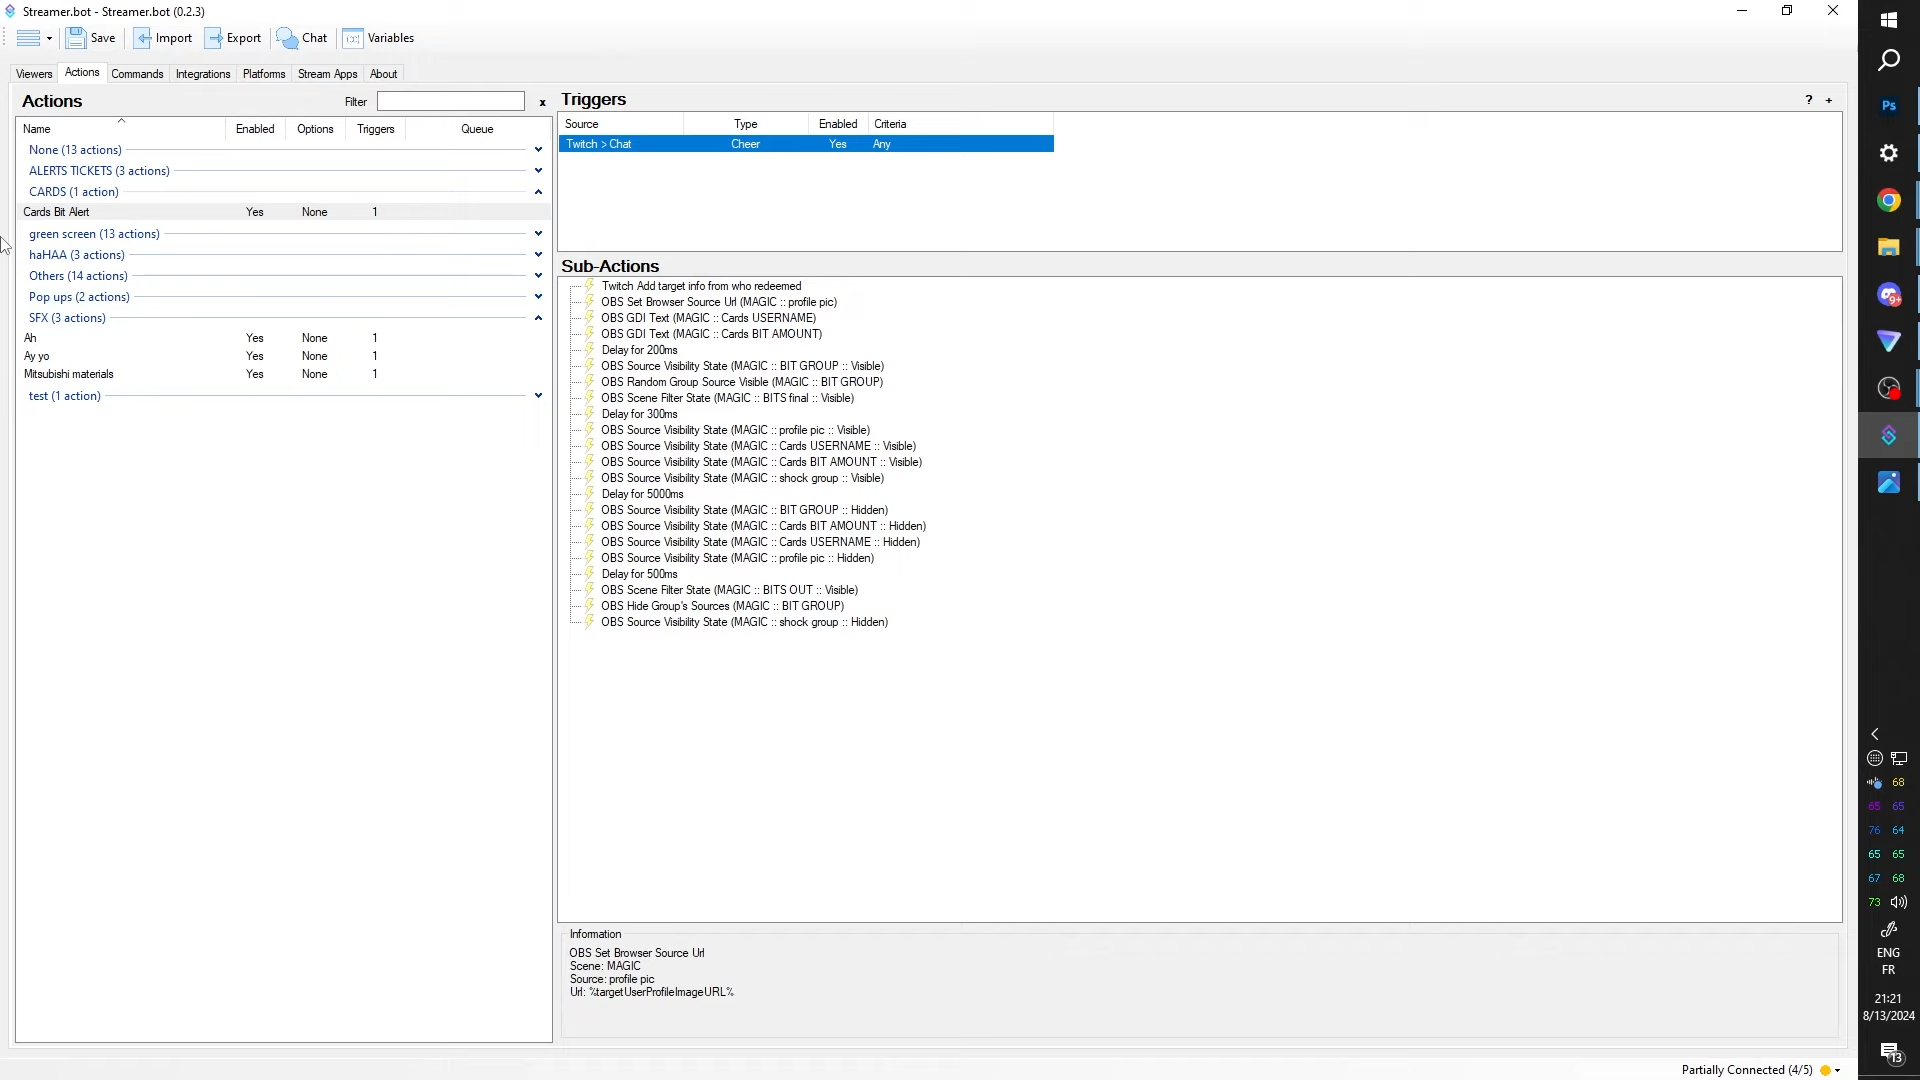 Streamer.bot - Streamer.bot (0.2.3)
Save
Import
Export
Chat
Variables
Viewers
Actions
Commands
Integrations
Platforms
Stream Apps
About
Actions
Filter
x
Name
Enabled
Options
Triggers
Queue
None (13 actions)
ALERTS TICKETS (3 actions)
CARDS (1 action)
Cards Bit Alert Yes None 1
green screen (13 actions)
haHAA (3 actions)
Others (14 actions)
Pop ups (2 actions)
SFX (3 actions)
Ah Yes None 1
Ay yo Yes None 1
Mitsubishi materials Yes None 1
test (1 action)
Triggers
? +
Source Type Enabled Criteria
Twitch > Chat Cheer Yes Any
Sub-Actions
Twitch Add target info from who redeemed
OBS Set Browser Source Url (MAGIC :: profile pic)
OBS GDI Text (MAGIC :: Cards USERNAME)
OBS GDI Text (MAGIC :: Cards BIT AMOUNT)
Delay for 200ms
OBS Source Visibility State (MAGIC :: BIT GROUP :: Visible)
OBS Random Group Source Visible (MAGIC :: BIT GROUP)
OBS Scene Filter State (MAGIC :: BITS final :: Visible)
Delay for 300ms
OBS Source Visibility State (MAGIC :: profile pic :: Visible)
OBS Source Visibility State (MAGIC :: Cards USERNAME :: Visible)
OBS Source Visibility State (MAGIC :: Cards BIT AMOUNT :: Visible)
OBS Source Visibility State (MAGIC :: shock group :: Visible)
Delay for 5000ms
OBS Source Visibility State (MAGIC :: BIT GROUP :: Hidden)
OBS Source Visibility State (MAGIC :: Cards BIT AMOUNT :: Hidden)
OBS Source Visibility State (MAGIC :: Cards USERNAME :: Hidden)
OBS Source Visibility State (MAGIC :: profile pic :: Hidden)
Delay for 500ms
OBS Scene Filter State (MAGIC :: BITS OUT :: Visible)
OBS Hide Group's Sources (MAGIC :: BIT GROUP)
OBS Source Visibility State (MAGIC :: shock group :: Hidden)
Information
OBS Set Browser Source Url
Scene: MAGIC
Source: profile pic
Url: %targetUserProfileImageURL%
Partially Connected (4/5)
Ps
9+
68
65 65
76 64
65 65
67 68
73
ENG
FR
21:21
8/13/2024
13